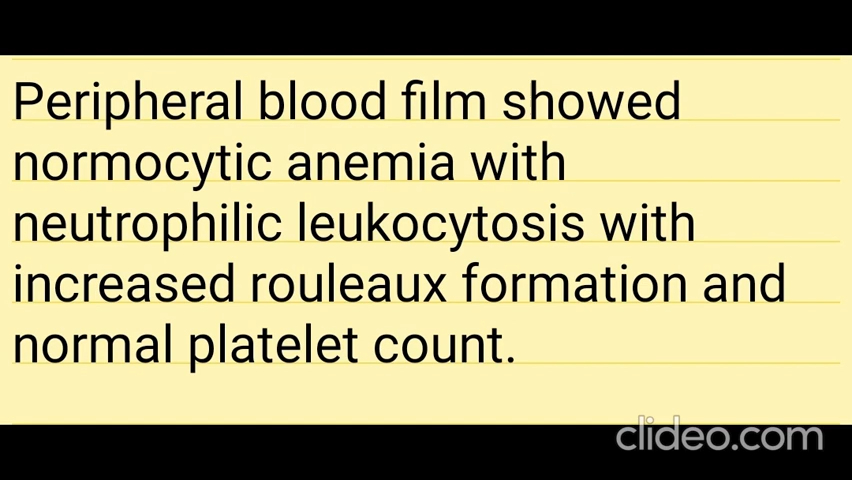 Peripheral blood film showed
normocytic anemia with
neutrophilic leukocytosis with
increased rouleaux formation and
normal platelet count.
clideo.com